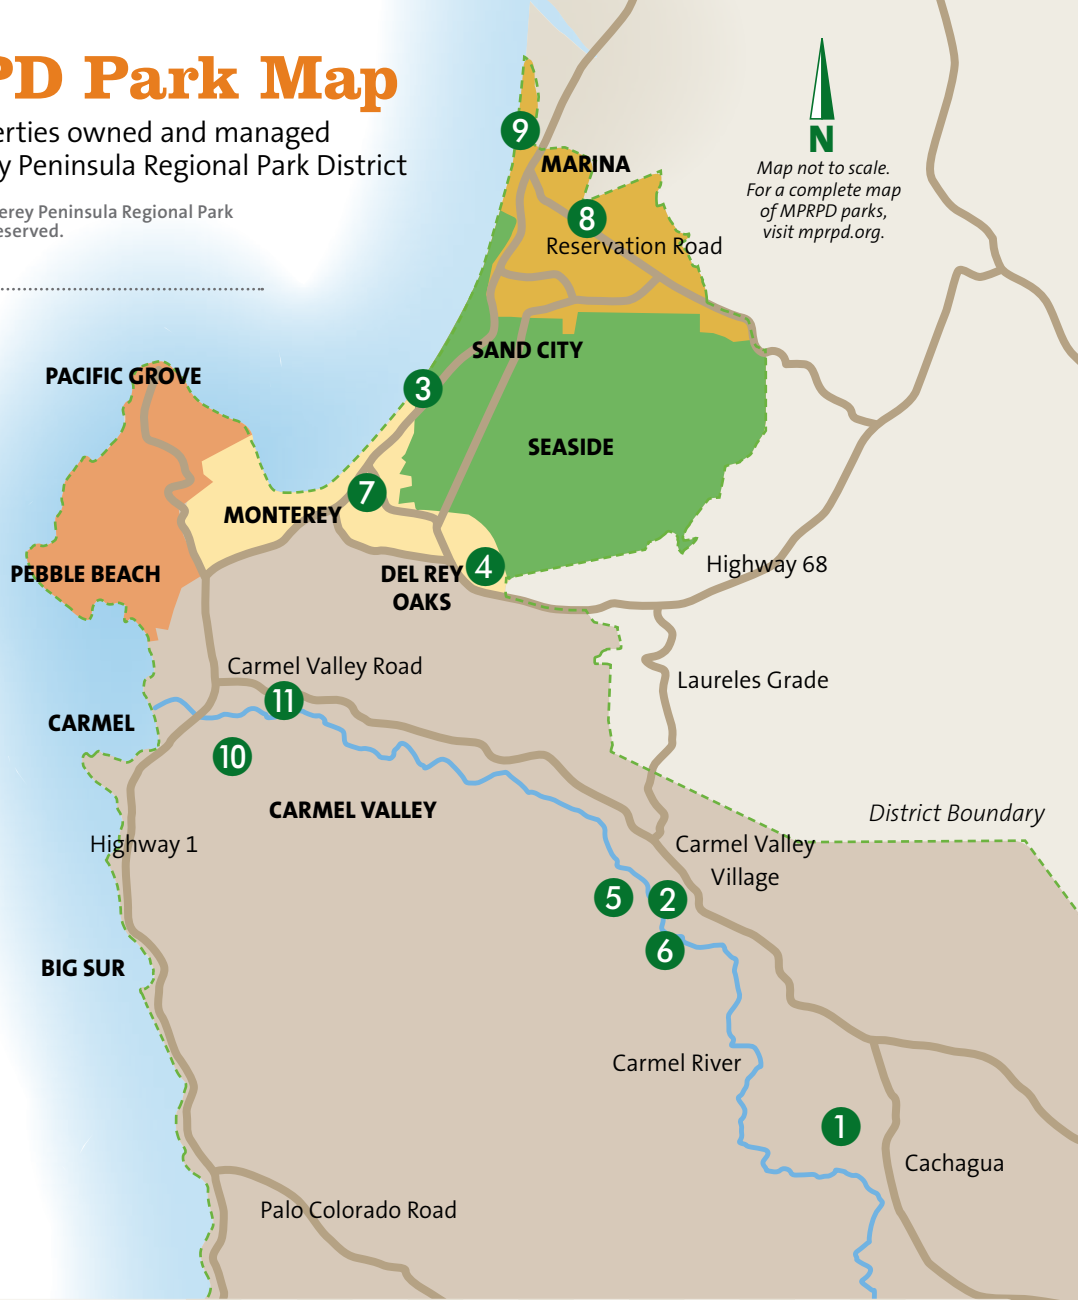 PD Park Map
erties owned and managed
y Peninsula Regional Park District
erey Peninsula Regional Park
eserved.
N
Map not to scale.
For a complete map
of MPRPD parks,
visit mprpd.org.
9
MARINA
8
Reservation Road
SAND CITY
PACIFIC GROVE
3
SEASIDE
7
MONTEREY
Highway 68
PEBBLE BEACH
DEL REY
OAKS
4
Carmel Valley Road
Laureles Grade
11
CARMEL
10
CARMEL VALLEY
District Boundary
Highway 1
Carmel Valley
Village
5
2
6
BIG SUR
Carmel River
1
Cachagua
Palo Colorado Road